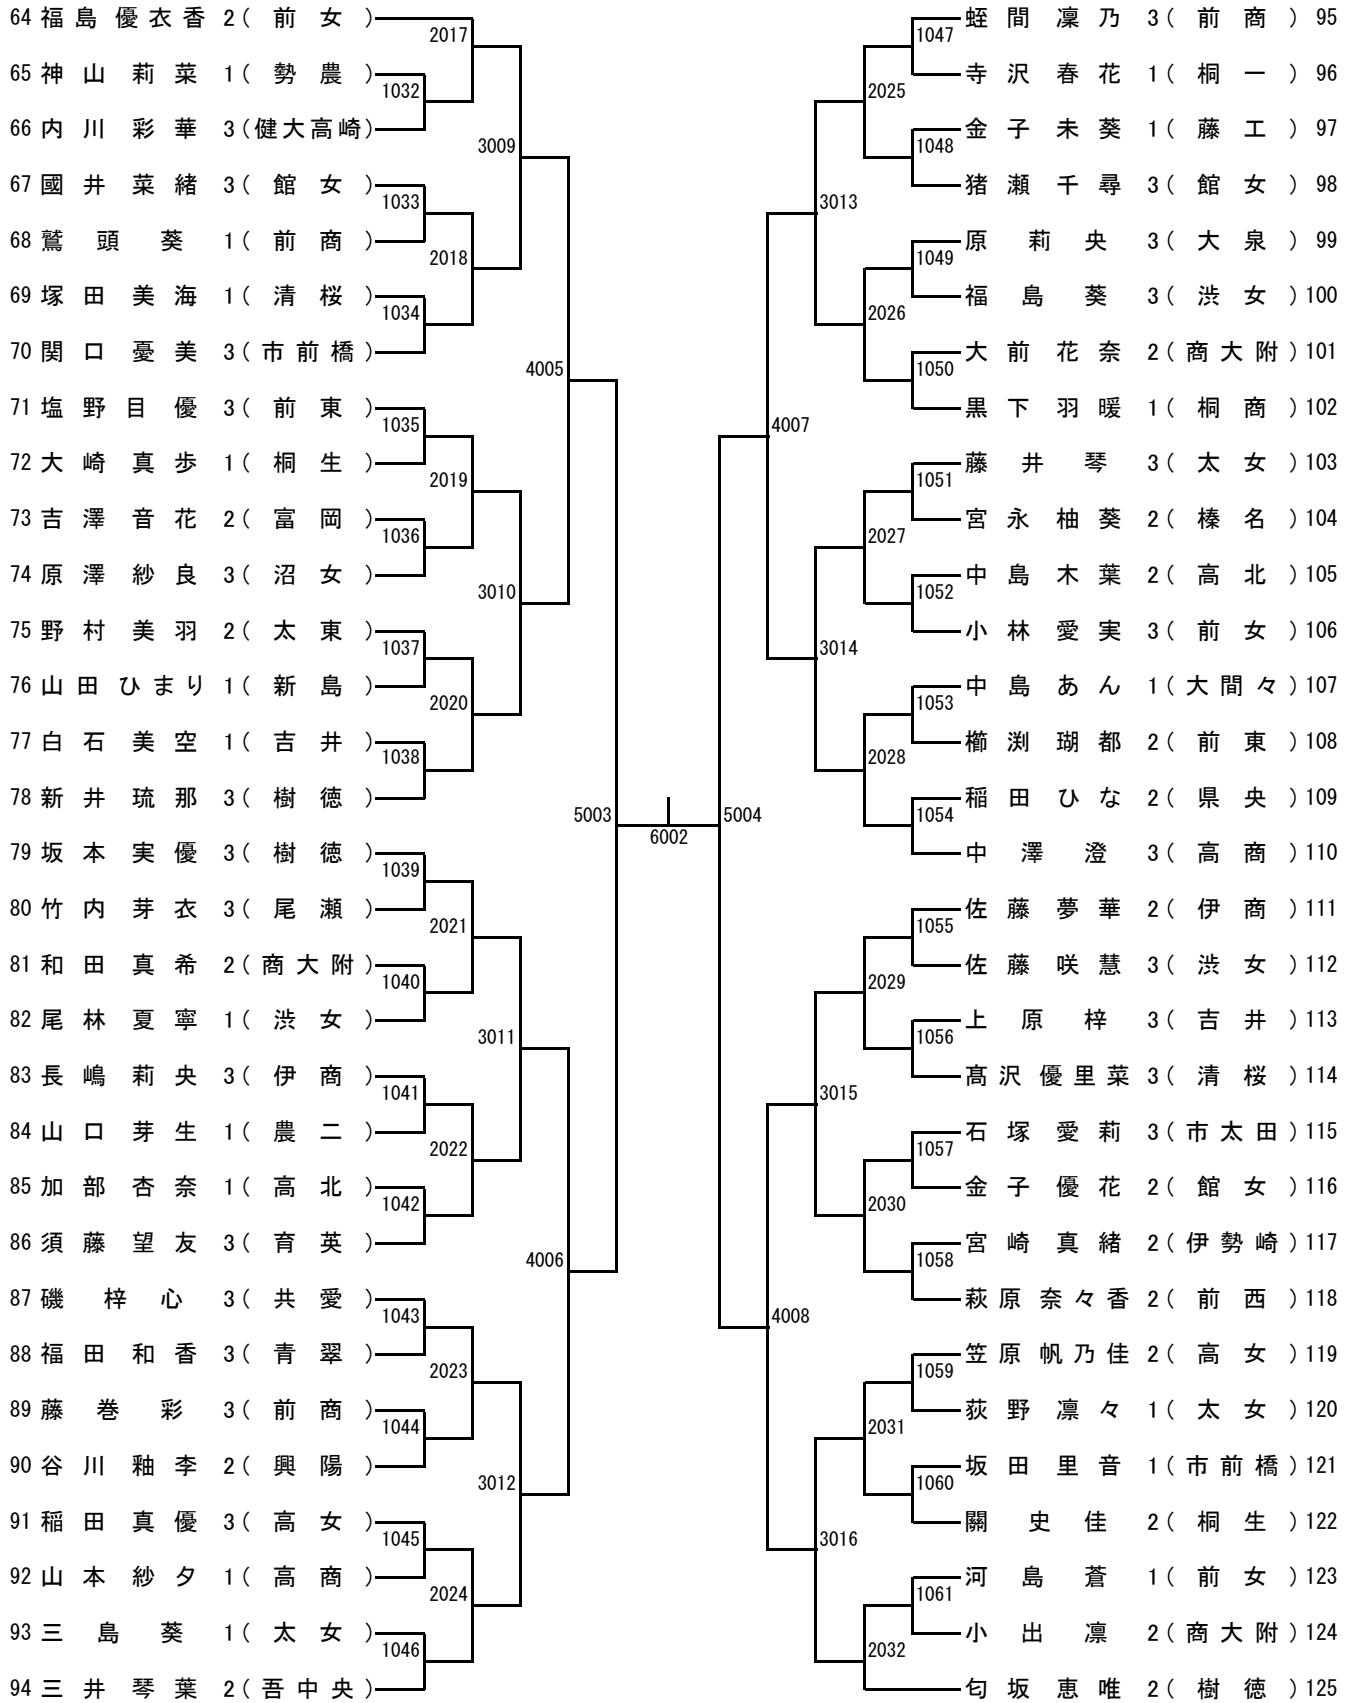 64 福島優衣香 2(前女)
2017
65 神山莉菜 1(勢農)
1032
66 内川彩華 3(健大高崎)
3009
67 國井菜緒 3(館女)
1033
68 鷲頭葵 1(前商)
2018
69 塚田美海 1(清桜)
1034
70 関口憂美 3(市前橋)
4005
71 塩野目優 3(前東)
1035
72 大崎真歩 1(桐生)
2019
73 吉澤音花 2(富岡)
1036
74 原澤紗良 3(沼女)
3010
75 野村美羽 2(太東)
1037
76 山田ひまり 1(新島)
2020
77 白石美空 1(吉井)
1038
78 新井琉那 3(樹徳)
5003
79 坂本実優 3(樹徳)
1039
80 竹内芽衣 3(尾瀬)
2021
81 和田真希 2(商大附)
1040
82 尾林夏寧 1(渋女)
3011
83 長嶋莉央 3(伊商)
1041
84 山口芽生 1(農二)
2022
85 加部杏奈 1(高北)
1042
86 須藤望友 3(育英)
4006
87 磯梓心 3(共愛)
1043
88 福田和香 3(青翠)
2023
89 藤巻彩 3(前商)
1044
90 谷川釉李 2(興陽)
3012
91 稲田真優 3(高女)
1045
92 山本紗夕 1(高商)
2024
93 三島葵 1(太女)
1046
94 三井琴葉 2(吾中央)
6002
蛭間凜乃 3(前商) 95
1047
寺沢春花 1(桐一) 96
2025
金子未葵 1(藤工) 97
1048
猪瀬千尋 3(館女) 98
3013
原莉央 3(大泉) 99
1049
福島葵 3(渋女) 100
2026
大前花奈 2(商大附) 101
1050
黒下羽暖 1(桐商) 102
4007
藤井琴 3(太女) 103
1051
宮永柚葵 2(榛名) 104
2027
中島木葉 2(高北) 105
1052
小林愛実 3(前女) 106
3014
中島あん 1(大間々) 107
1053
櫛渕瑚都 2(前東) 108
2028
稲田ひな 2(県央) 109
1054
中澤澄 3(高商) 110
5004
佐藤夢華 2(伊商) 111
1055
佐藤咲慧 3(渋女) 112
2029
上原梓 3(吉井) 113
1056
髙沢優里菜 3(清桜) 114
3015
石塚愛莉 3(市太田) 115
1057
金子優花 2(館女) 116
2030
宮崎真緒 2(伊勢崎) 117
1058
萩原奈々香 2(前西) 118
4008
笠原帆乃佳 2(高女) 119
1059
荻野凛々 1(太女) 120
2031
坂田里音 1(市前橋) 121
1060
關史佳 2(桐生) 122
3016
河島蒼 1(前女) 123
1061
小出凛 2(商大附) 124
2032
匂坂恵唯 2(樹徳) 125